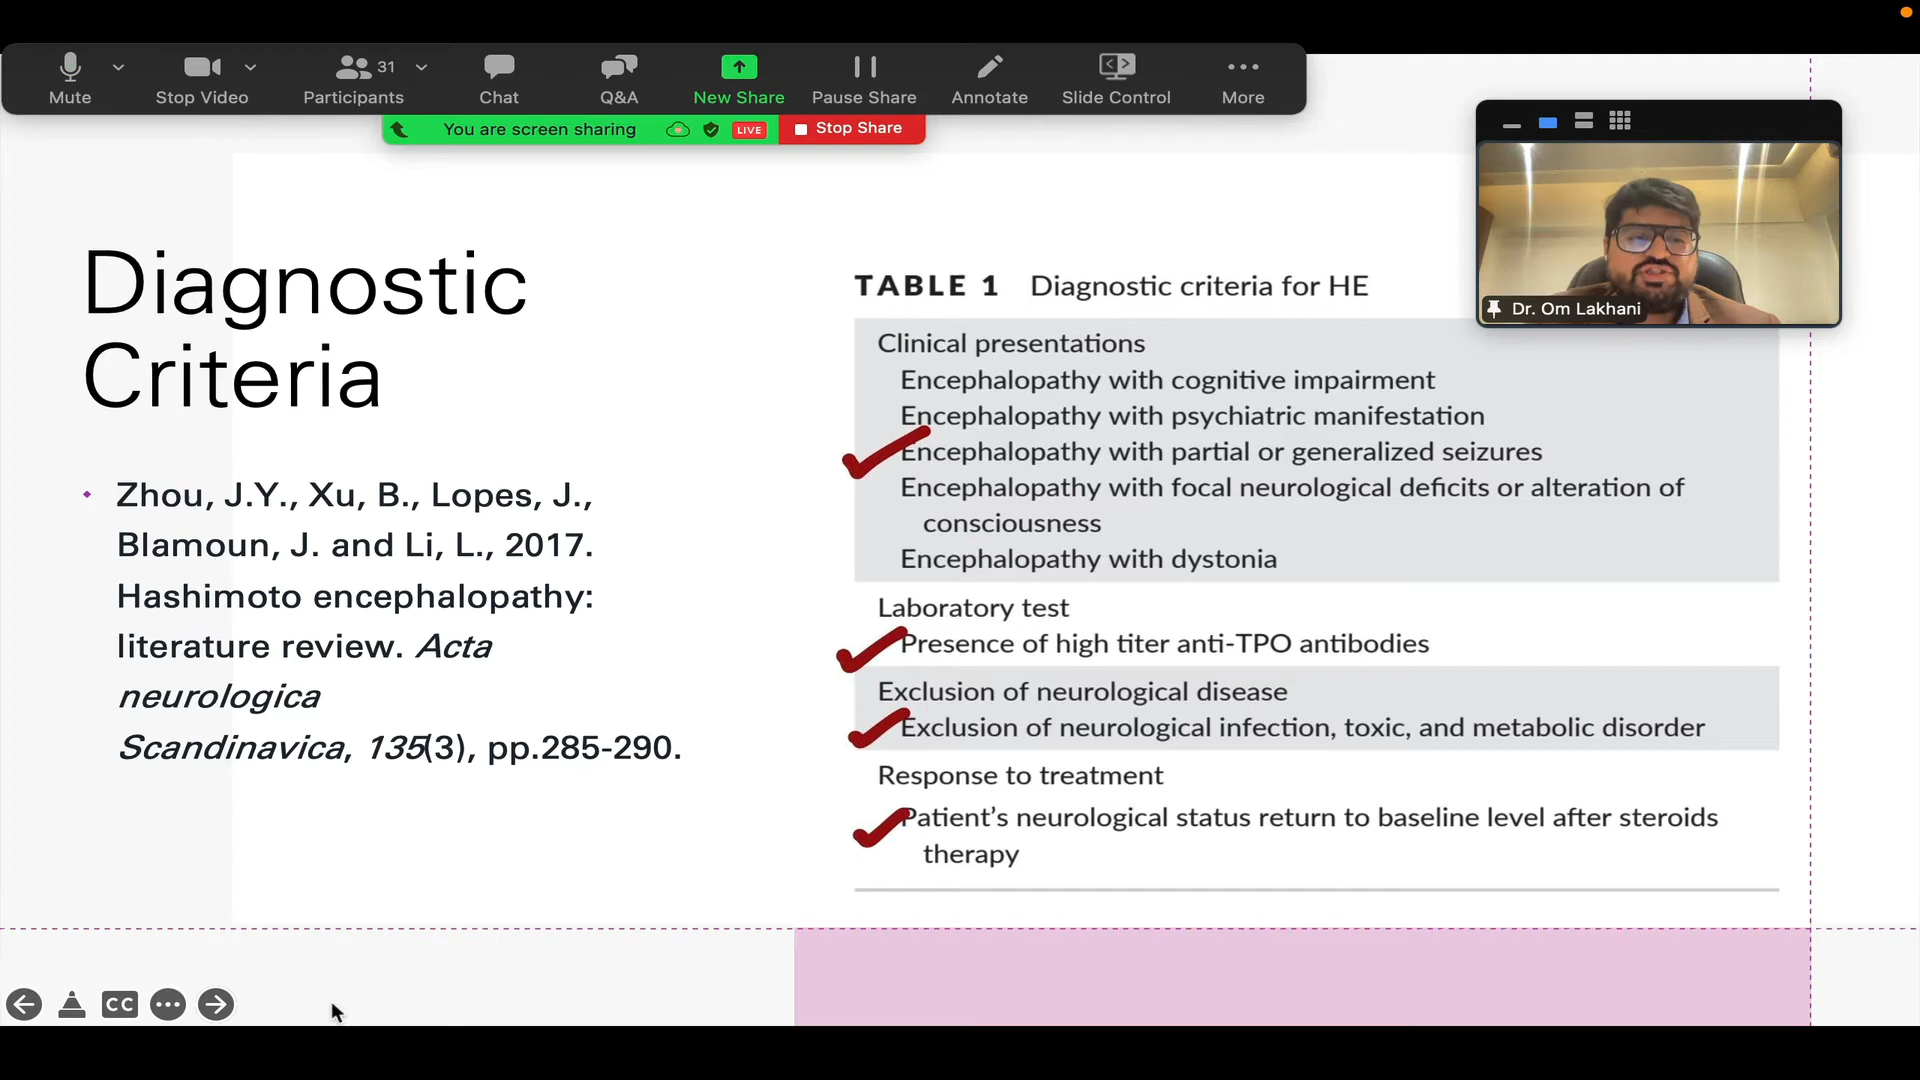 31
Mute
Stop Video
Participants
Chat
Q&A
New Share
Pause Share
Annotate
Slide Control
More
You are screen sharing
LIVE
Stop Share
Dr. Om Lakhani
Diagnostic
Criteria
Zhou, J.Y., Xu, B., Lopes, J.,
Blamoun, J. and Li, L., 2017.
Hashimoto encephalopathy:
literature review. Acta
neurologica
Scandinavica, 135(3), pp.285-290.
TABLE 1 Diagnostic criteria for HE
Clinical presentations
Encephalopathy with cognitive impairment
Encephalopathy with psychiatric manifestation
Encephalopathy with partial or generalized seizures
Encephalopathy with focal neurological deficits or alteration of
consciousness
Encephalopathy with dystonia
Laboratory test
Presence of high titer anti-TPO antibodies
Exclusion of neurological disease
Exclusion of neurological infection, toxic, and metabolic disorder
Response to treatment
Patient's neurological status return to baseline level after steroids
therapy
CC